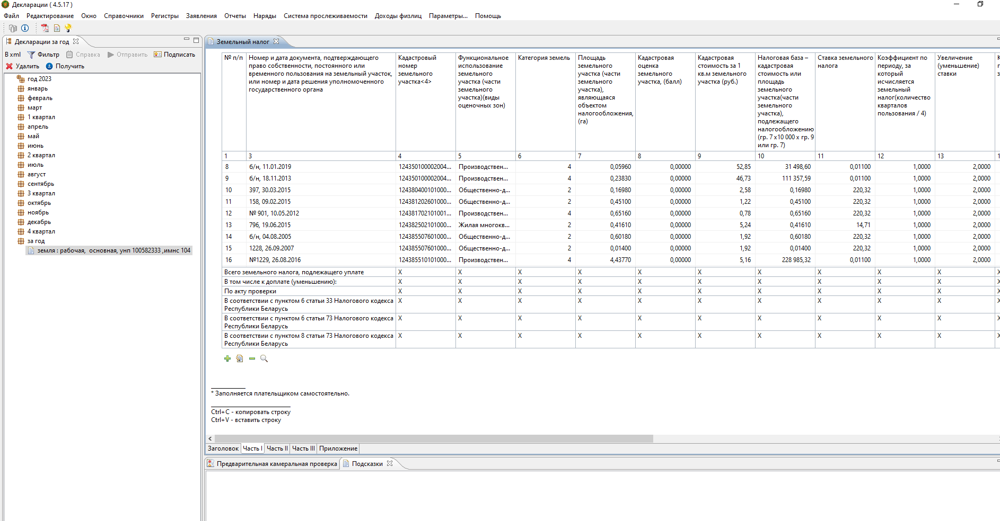 Декларации ( 4.5.17 )
Файл Редактирование Окно Справочники Регистры Заявления Отчеты Наряды Система прослеживаемости Доходы физлиц Параметры... Помощь
Декларации за год
В xml Фильтр Справка Отправить Подписать
Удалить Получить
год 2023
январь
февраль
март
1 квартал
апрель
май
июнь
2 квартал
июль
август
сентябрь
3 квартал
октябрь
ноябрь
декабрь
4 квартал
за год
земля : рабочая, основная, унп 100582333 ,имнс 104
Земельный налог
№ п/п
Номер и дата документа, подтверждающего
право собственности, постоянного или
временного пользования на земельный участок,
или номер и дата решения уполномоченного
государственного органа
Кадастровый
номер
земельного
участка<4>
Функциональное
использование
земельного
участка (части
земельного
участка)(виды
оценочных зон)
Категория земель
Площадь
земельного
участка (части
земельного
участка),
являющаяся
объектом
налогообложения,
(га)
Кадастровая
оценка
земельного
участка, (балл)
Кадастровая
стоимость за 1
кв.м земельного
участка (руб.)
Налоговая база –
кадастровая
стоимость или
площадь
земельного
участка(части
земельного
участка),
подлежащего
налогообложению
(гр. 7 x10 000 x гр. 9
или гр. 7)
Ставка земельного
налога
Коэффициент по
периоду, за
который
исчисляется
земельный
налог(количество
кварталов
пользования / 4)
Увеличение
(уменьшение)
ставки
1 3 4 5 6 7 8 9 10 11 12 13 1
8 б/н, 11.01.2019 124350100002004... Производствен... 4 0,05960 0,00000 52,85 31 498,60 0,01100 1,0000 2,0000
9 б/н, 18.11.2013 124350100002004... Производствен... 4 0,23830 0,00000 46,73 111 357,59 0,01100 1,0000 2,0000
10 397, 30.03.2015 124380400101000... Общественно-д... 2 0,16980 0,00000 2,58 0,16980 220,32 1,0000 2,0000
11 158, 09.02.2015 124381202601000... Общественно-д... 2 0,45100 0,00000 1,22 0,45100 220,32 1,0000 2,0000
12 № 901, 10.05.2012 124381702101001... Производствен... 4 0,65160 0,00000 0,78 0,65160 220,32 1,0000 2,0000
13 796, 19.06.2015 124382502101000... Жилая многокв... 2 0,41610 0,00000 5,24 0,41610 14,71 1,0000 2,0000
14 б/н, 04.08.2005 124385507601000... Общественно-д... 2 0,60180 0,00000 1,92 0,60180 220,32 1,0000 2,0000
15 1228, 26.09.2007 124385507601000... Общественно-д... 2 0,01400 0,00000 1,92 0,01400 220,32 1,0000 2,0000
16 №1229, 26.08.2016 124385510101000... Производствен... 4 4,43770 0,00000 5,16 228 985,32 0,01100 1,0000 2,0000
Всего земельного налога, подлежащего уплате X X X X X X X X X X
В том числе к доплате (уменьшению): X X X X X X X X X X
По акту проверки X X X X X X X X X X
В соответствии с пунктом 6 статьи 33 Налогового кодекса X X X X X X X X X X
Республики Беларусь
В соответствии с пунктом 6 статьи 73 Налогового кодекса X X X X X X X X X X
Республики Беларусь
В соответствии с пунктом 8 статьи 73 Налогового кодекса X X X X X X X X X X
Республики Беларусь
* Заполняется плательщиком самостоятельно.
Ctrl+C - копировать строку
Ctrl+V - вставить строку
Заголовок Часть I Часть II Часть III Приложение
Предварительная камеральная проверка Подсказки